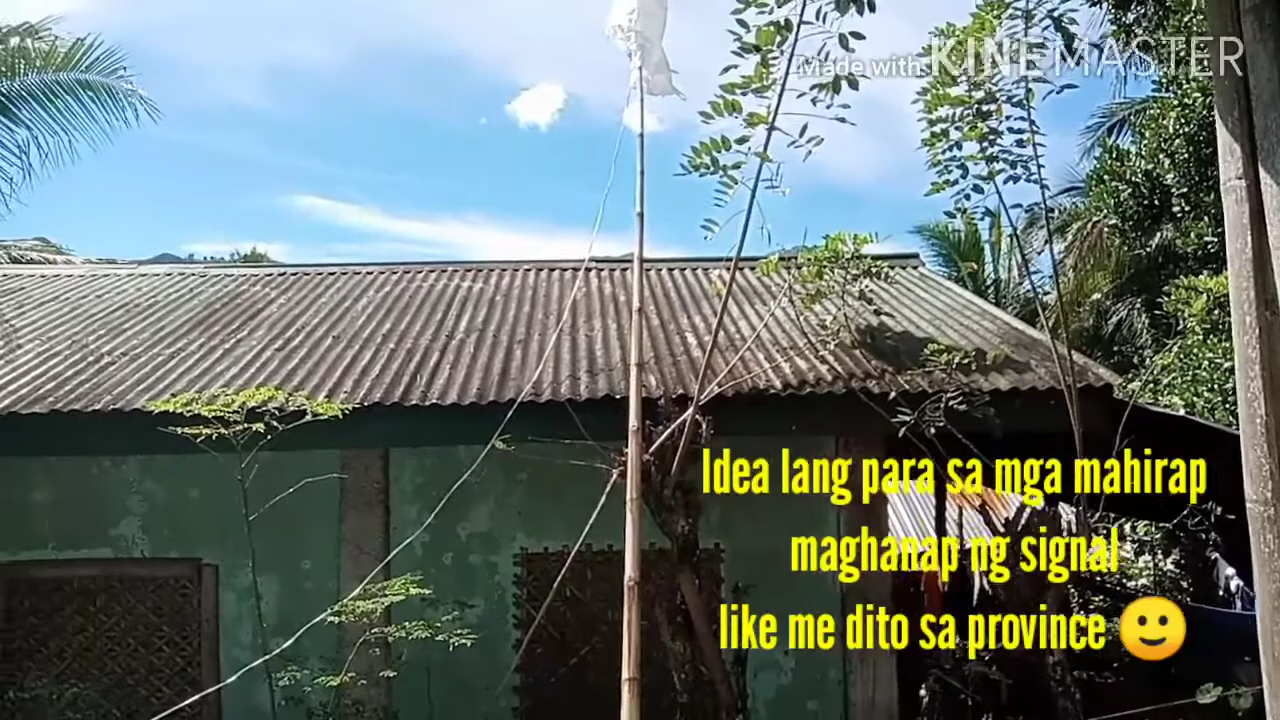 Made with KINEMASTER
Idea lang para sa mga mahirap
maghanap ng signal
like me dito sa province 🙂